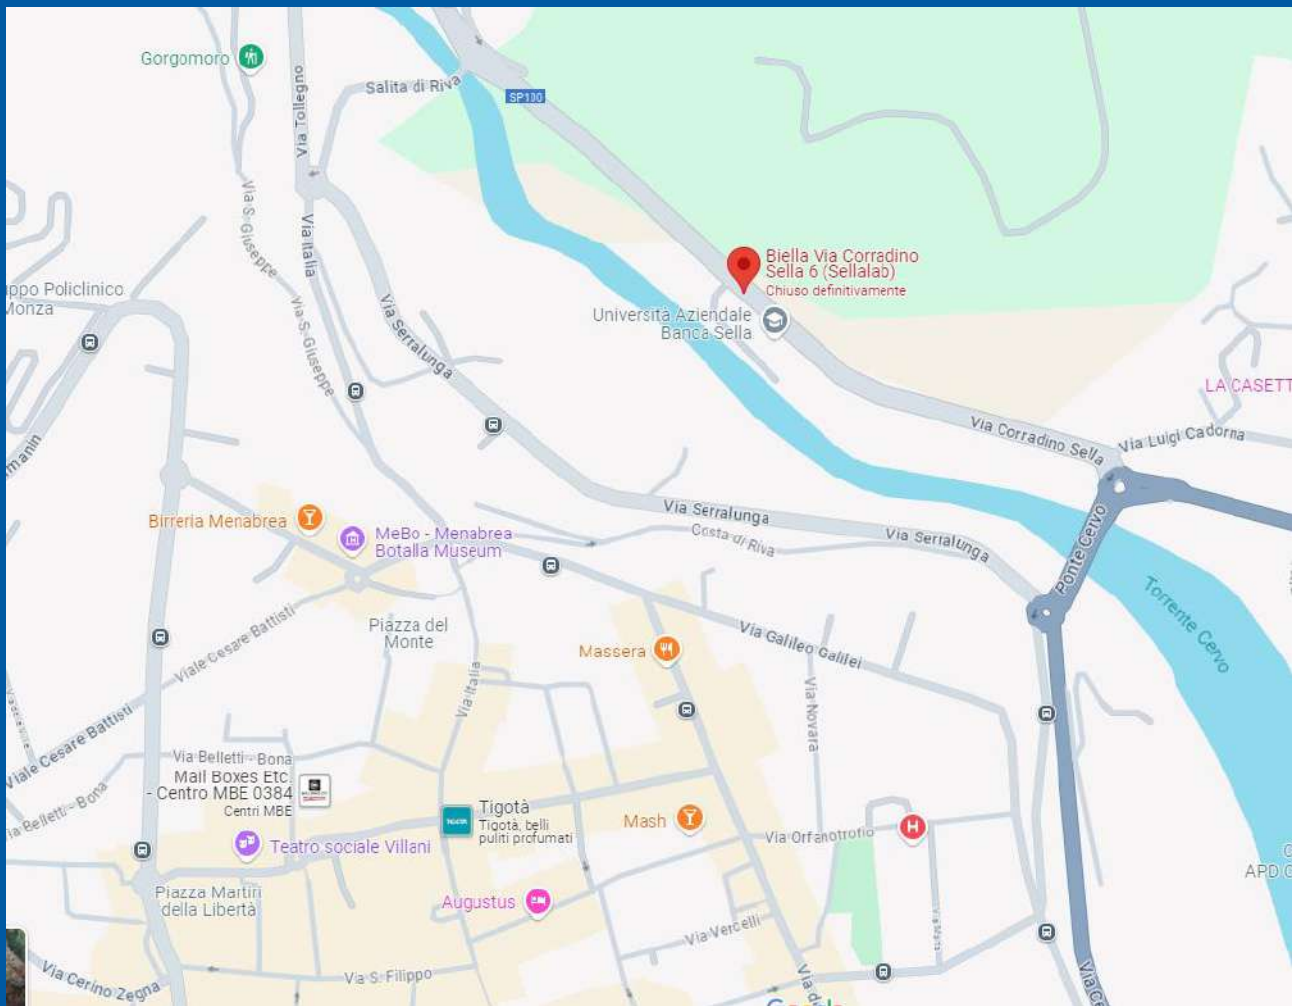 Gorgomoro
Via Tollegno
Salita di Riva
SP100
Via S. Giuseppe
Via Italia
Biella Via Corradino
Sella 6 (Sellalab)
Chiuso definitivamente
Policlinico
Monza
Via S. Giuseppe
Via Serralunga
Università Aziendale
Banca Sella
LA CASETT
Via Corradino Sella
Via Luigi Cadorna
Via Serralunga
Birreria Menabrea
MeBo - Menabrea
Botalla Museum
Costa di Riva
Via Serralunga
Ponte Cervo
Torrente Cervo
Viale Cesare Battisti
Piazza del
Monte
Massera
Via Galileo Galilei
Via Italia
Via Novara
Viale Cesare Battisti
Via Belletti - Bona
Mail Boxes Etc.
- Centro MBE 0384
Centri MBE
ia Belletti - Bona
Tigotà
Tigotà, belli
puliti profumati
Mash
Via Orfanotrofio
H
Teatro sociale Villani
Piazza Martiri
della Libertà
Augustus
APD
Via Vercelli
Via S. Filippo
Via Cerino Zegna